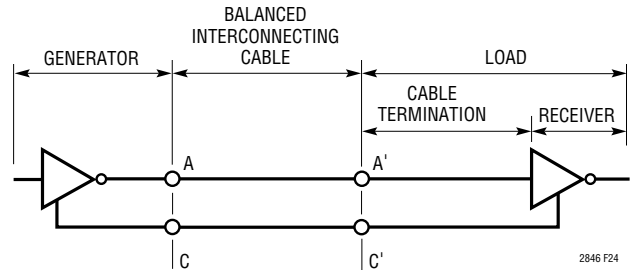 BALANCED
INTERCONNECTING
CABLE
GENERATOR
LOAD
CABLE
TERMINATION
RECEIVER
A
A'
C
C'
2846 F24